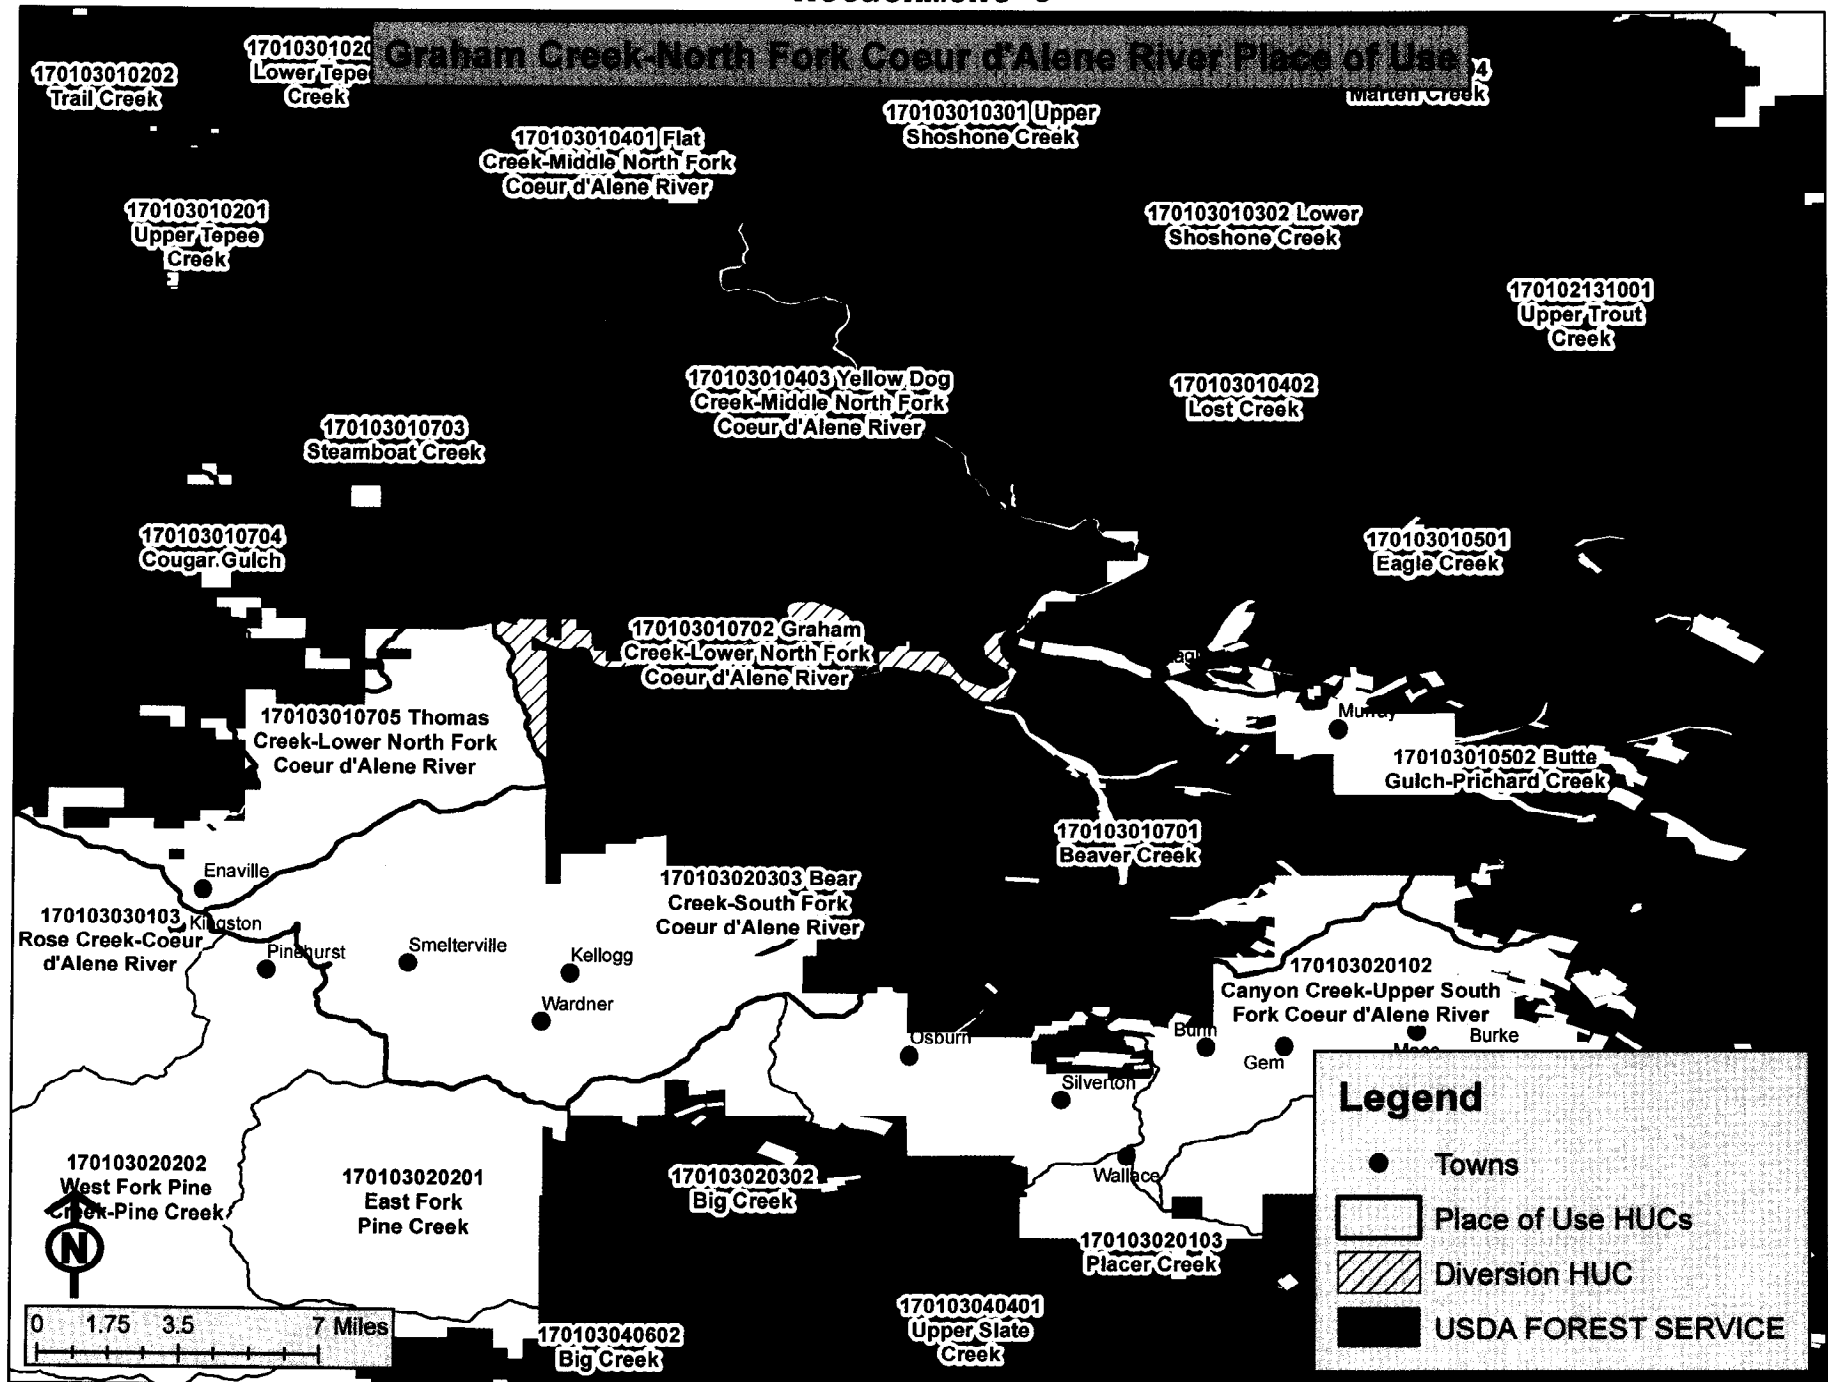 Graham Creek-North Fork Coeur d'Alene River Place of Use
170103010202
Trail Creek
17010301020
Lower Tepee
Creek
4
Marten Creek
170103010301 Upper
Shoshone Creek
170103010401 Flat
Creek-Middle North Fork
Coeur d'Alene River
170103010201
Upper Tepee
Creek
170103010302 Lower
Shoshone Creek
170102131001
Upper Trout
Creek
170103010403 Yellow Dog
Creek-Middle North Fork
Coeur d'Alene River
170103010402
Lost Creek
170103010703
Steamboat Creek
170103010704
Cougar Gulch
170103010501
Eagle Creek
170103010702 Graham
Creek-Lower North Fork
Coeur d'Alene River
170103010705 Thomas
Creek-Lower North Fork
Coeur d'Alene River
Murray
170103010502 Butte
Gulch-Prichard Creek
170103010701
Beaver Creek
Enaville
170103020303 Bear
Creek-South Fork
Coeur d'Alene River
170103030103
Rose Creek-Coeur
d'Alene River
Kingston
Pinehurst
Smelterville
Kellogg
Wardner
170103020102
Canyon Creek-Upper South
Fork Coeur d'Alene River
Osburn
Bunn
Gem
Burke
Silverton
Wallace
170103020202
West Fork Pine
Creek-Pine Creek
170103020201
East Fork
Pine Creek
170103020302
Big Creek
170103020103
Placer Creek
170103040401
Upper Slate
Creek
170103040602
Big Creek
N
0 1.75 3.5 7 Miles
Legend
Towns
Place of Use HUCs
Diversion HUC
USDA FOREST SERVICE